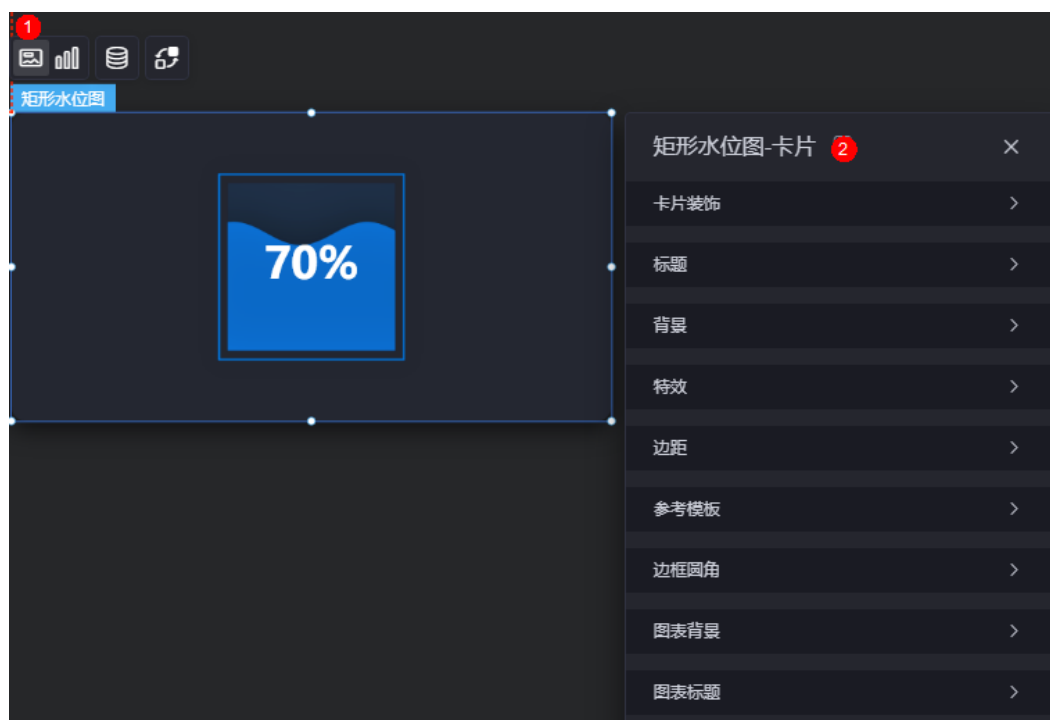 1
矩形水位图
矩形水位图-卡片
2
70%
卡片装饰
标题
背景
特效
边距
参考模板
边框圆角
图表背景
图表标题